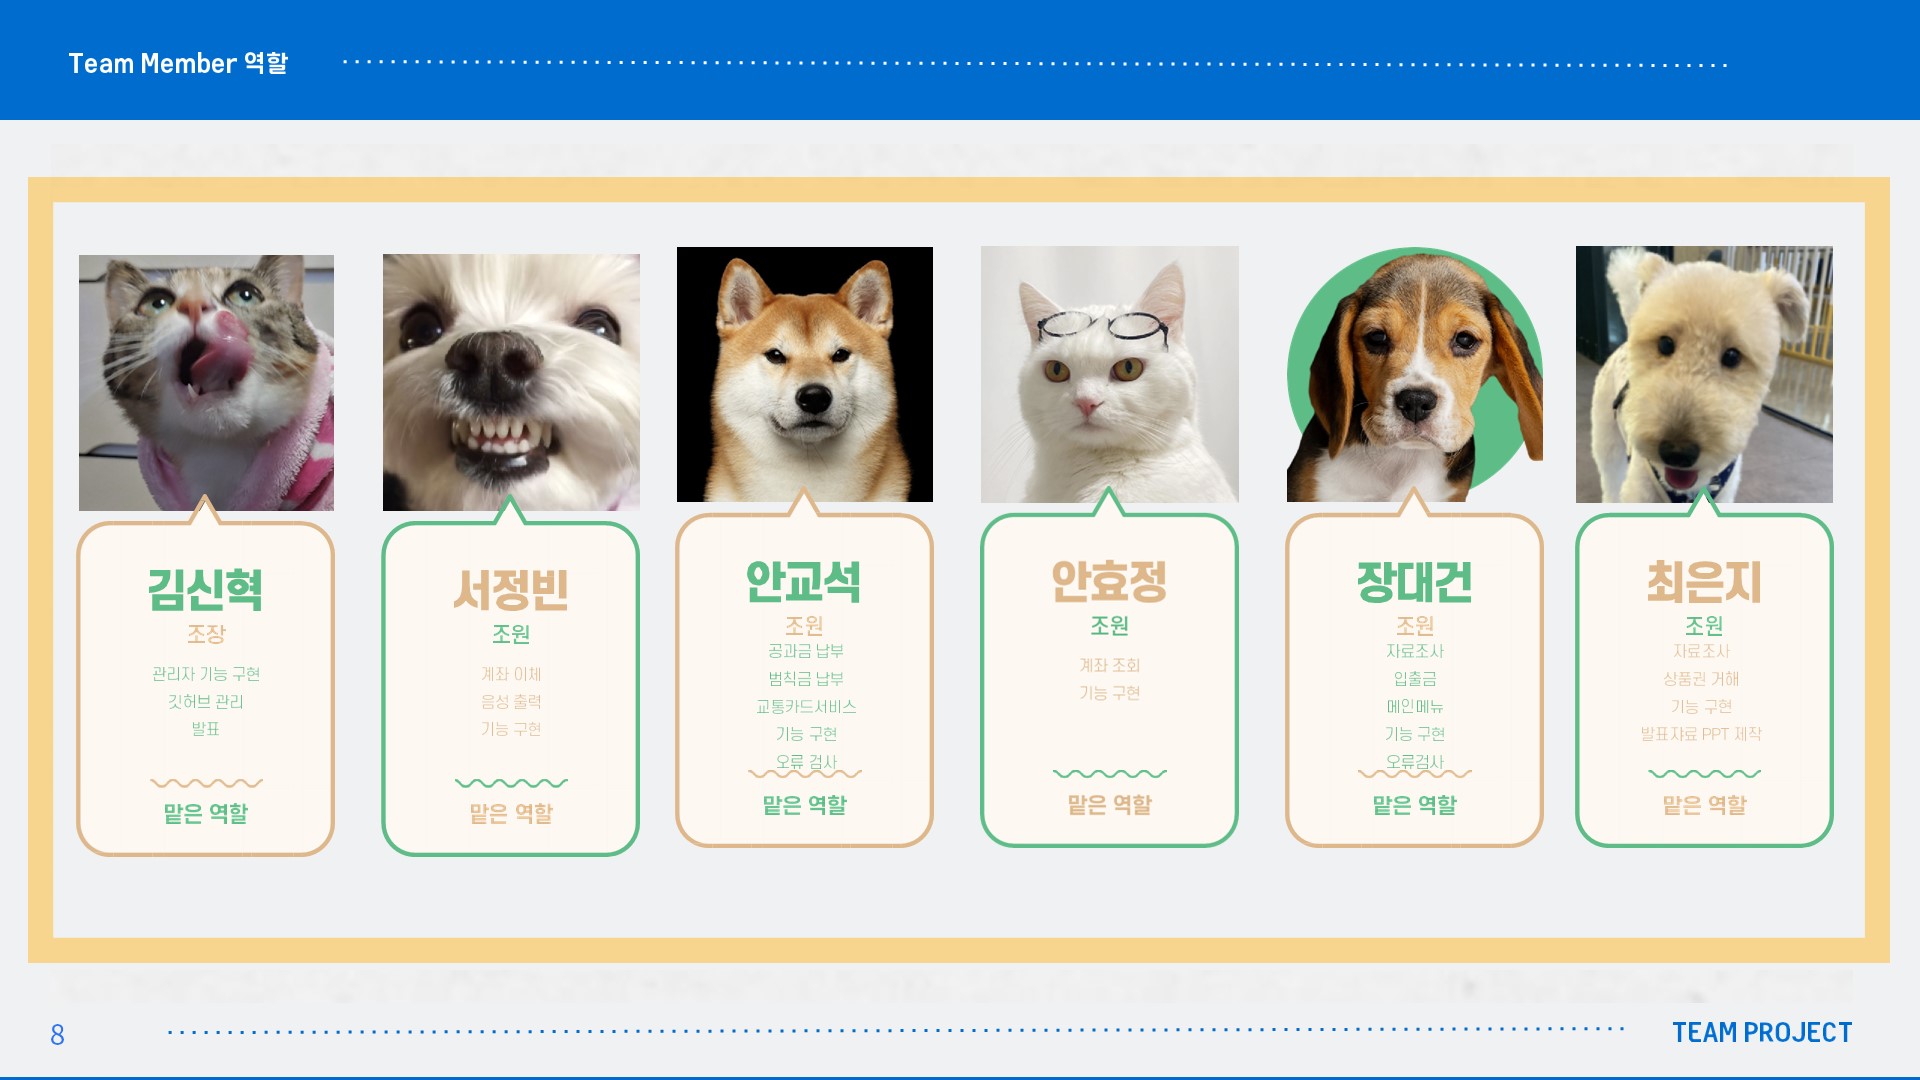 Team Member 역할
김신혁
조장
관리자 기능 구현
깃허브 관리
발표
맡은 역할
서정빈
조원
계좌 이체
음성 출력
기능 구현
맡은 역할
안교석
조원
공과금 납부
범칙금 납부
교통카드서비스
기능 구현
오류 검사
맡은 역할
안효정
조원
계좌 조회
기능 구현
맡은 역할
장대건
조원
자료조사
입출금
메인메뉴
기능 구현
오류검사
맡은 역할
최은지
조원
자료조사
상품권 거해
기능 구현
발표쟈료 PPT 제작
맡은 역할
8
TEAM PROJECT